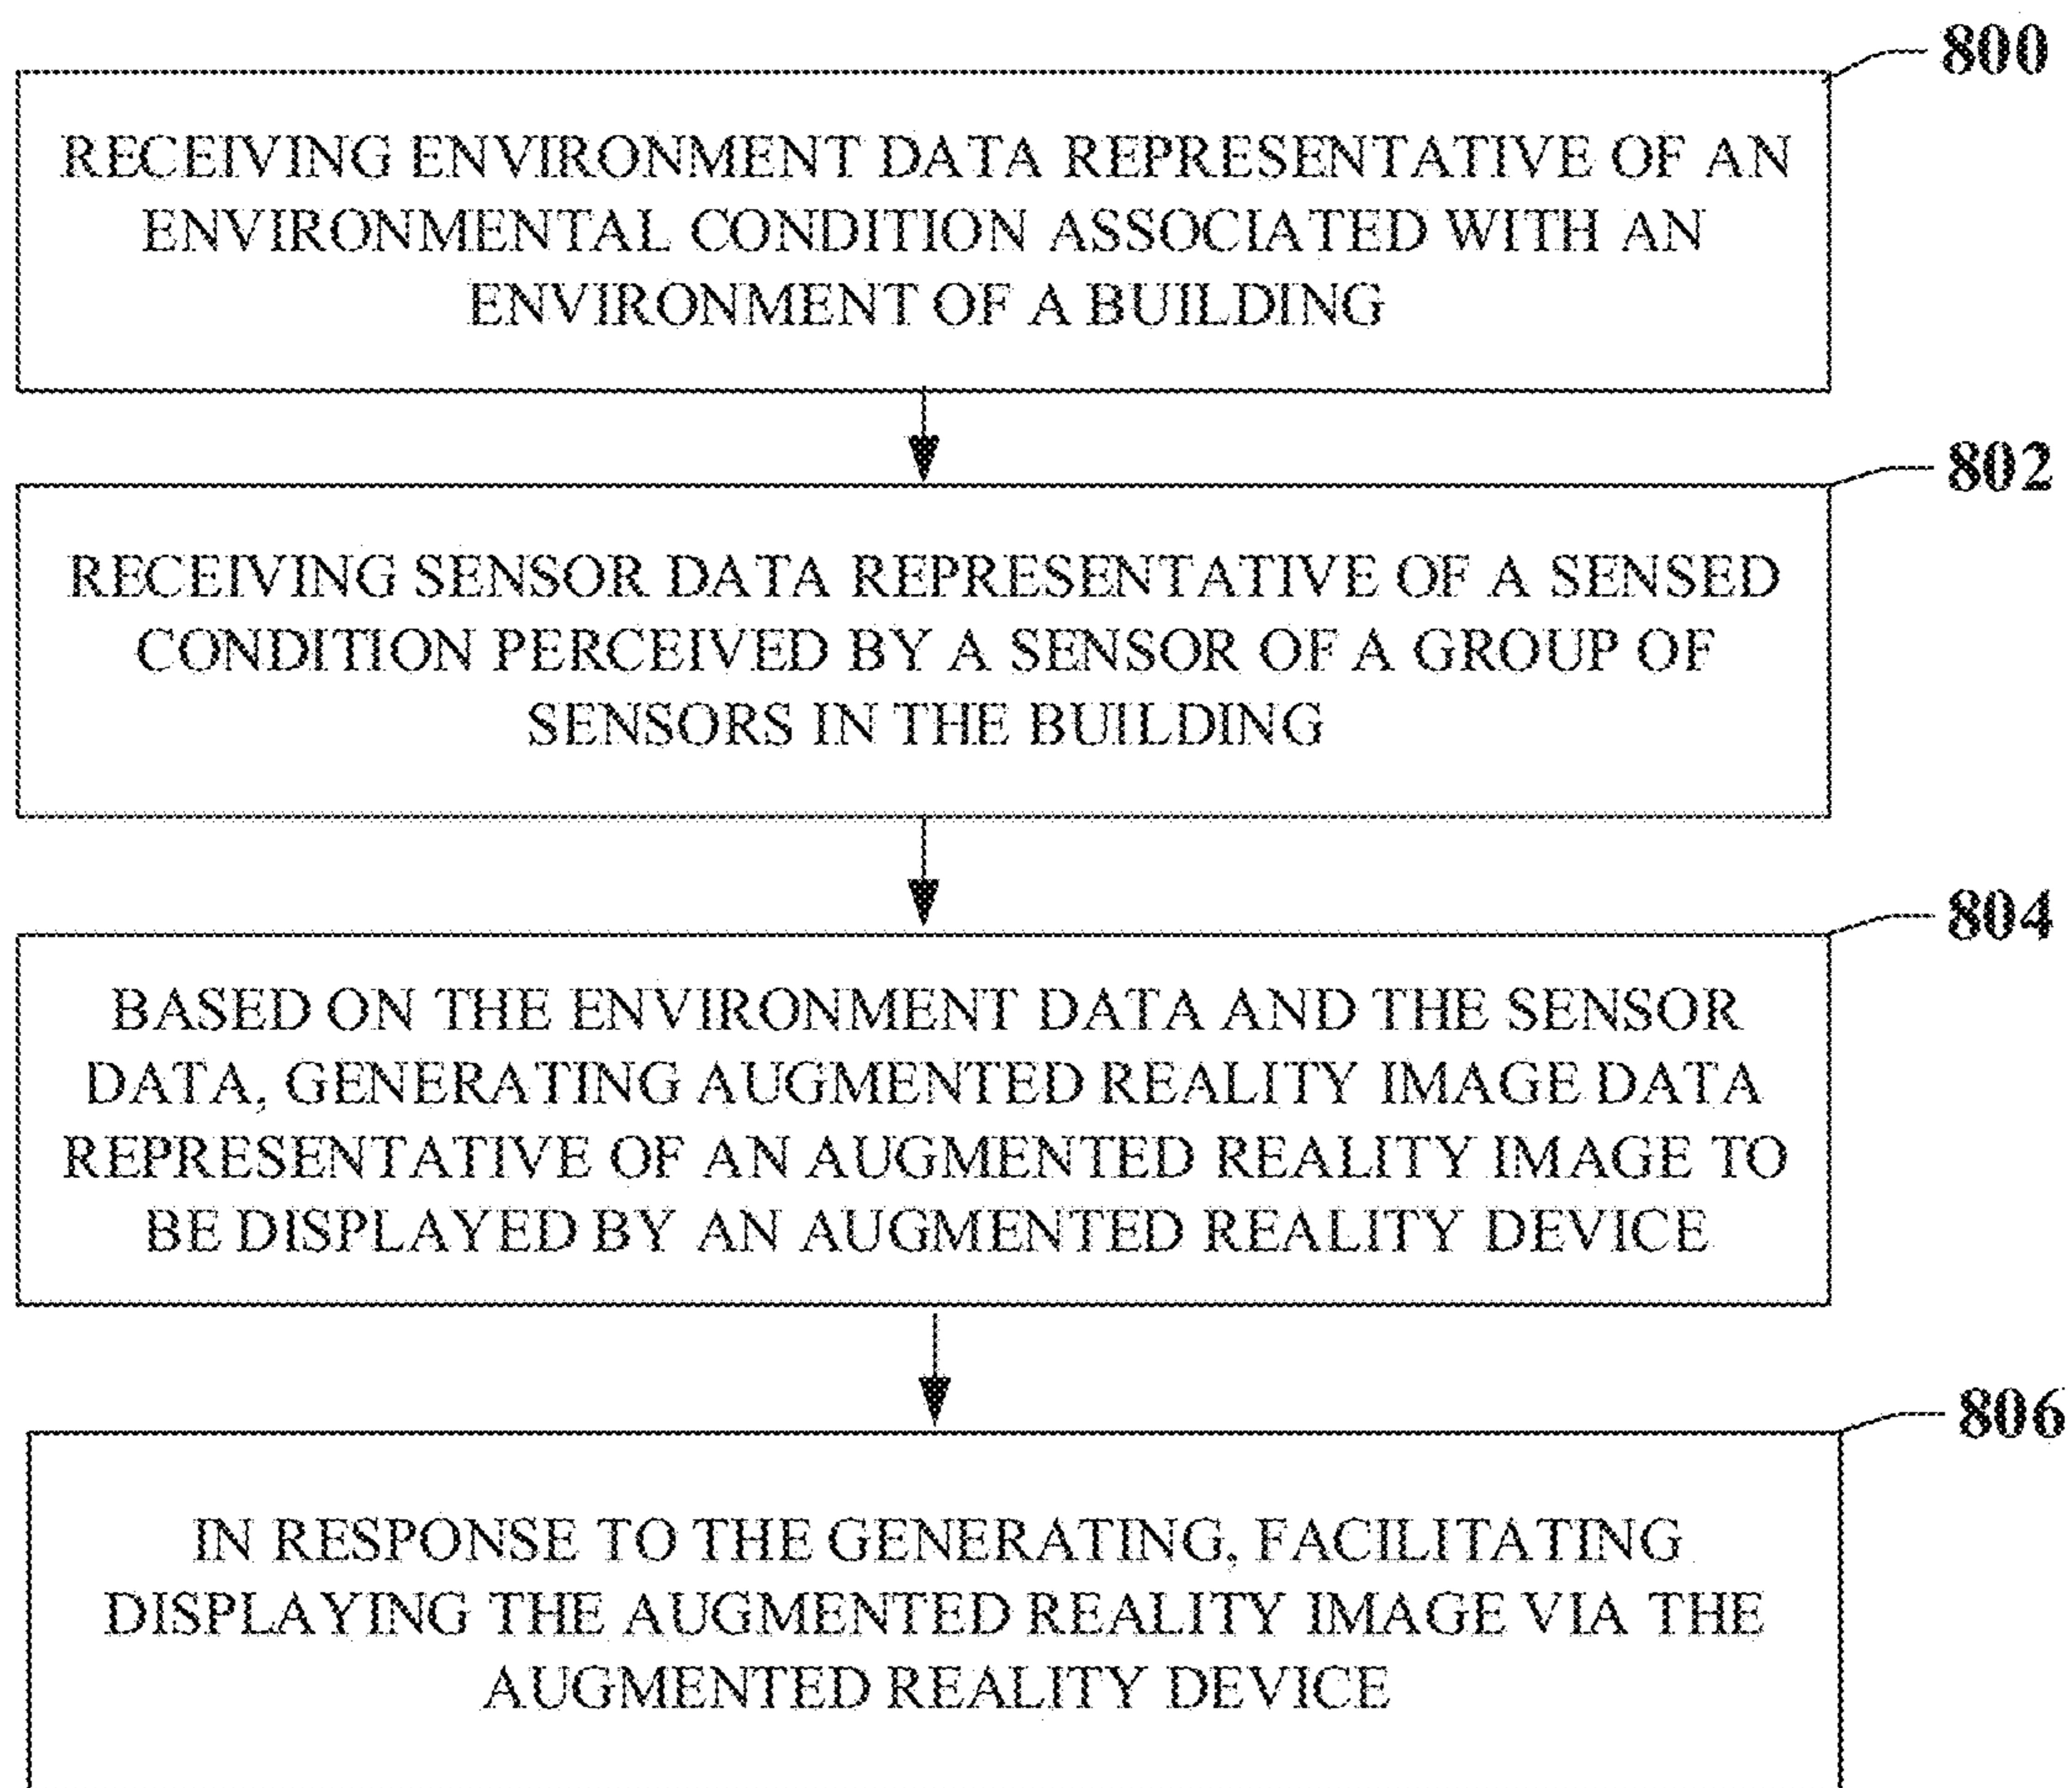 800
RECEIVING ENVIRONMENT DATA REPRESENTATIVE OF AN
ENVIRONMENTAL CONDITION ASSOCIATED WITH AN
ENVIRONMENT OF A BUILDING
802
RECEIVING SENSOR DATA REPRESENTATIVE OF A SENSED
CONDITION PERCEIVED BY A SENSOR OF A GROUP OF
SENSORS IN THE BUILDING
804
BASED ON THE ENVIRONMENT DATA AND THE SENSOR
DATA, GENERATING AUGMENTED REALITY IMAGE DATA
REPRESENTATIVE OF AN AUGMENTED REALITY IMAGE TO
BE DISPLAYED BY AN AUGMENTED REALITY DEVICE
806
IN RESPONSE TO THE GENERATING, FACILITATING
DISPLAYING THE AUGMENTED REALITY IMAGE VIA THE
AUGMENTED REALITY DEVICE